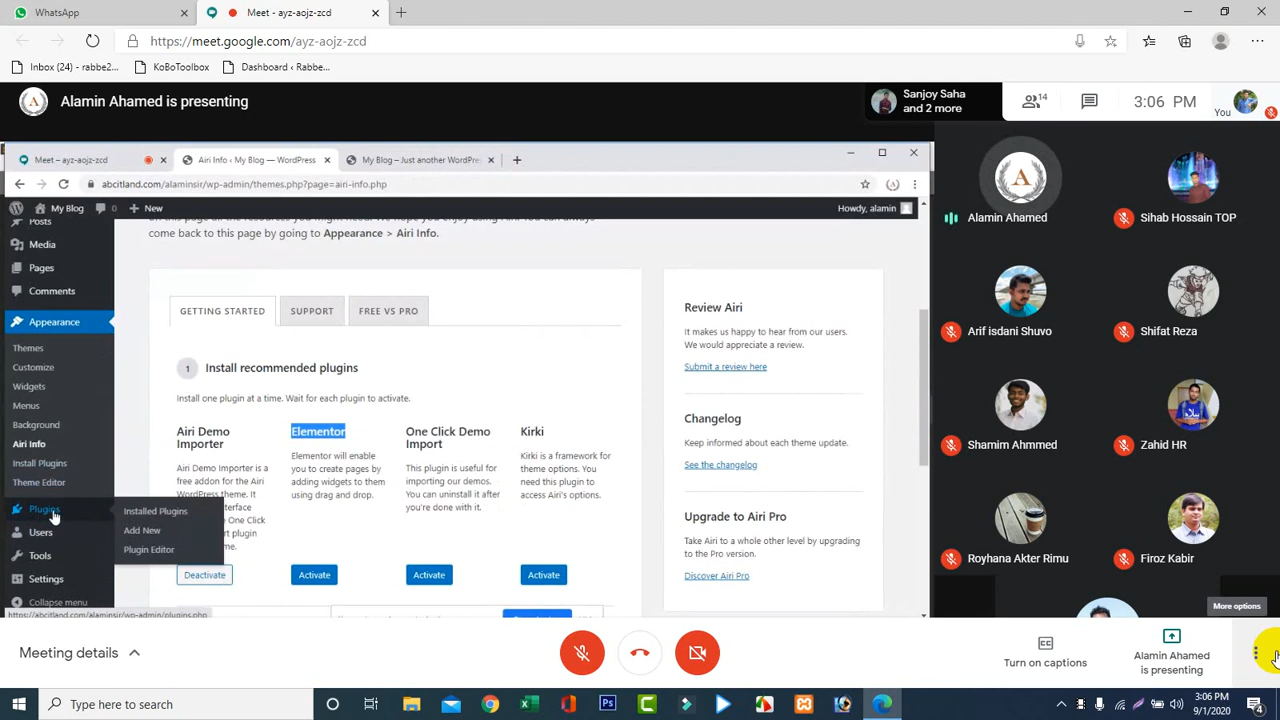 WhatsApp
Meet - ayz-aojz-zcd
https://meet.google.com/ayz-aojz-zcd
Inbox (24) - rabbe2...
KoBoToolbox
Dashboard ‹ Rabbe...
Alamin Ahamed is presenting
Sanjoy Saha
and 2 more
14
3:06 PM
You
Meet – ayz-aojz-zcd
Airi Info ‹ My Blog — WordPress
My Blog – Just another WordPre
abcitland.com/alaminsir/wp-admin/themes.php?page=airi-info.php
My Blog
0
New
Howdy, alamin
Posts
Media
Pages
Comments
Appearance
Themes
Customize
Widgets
Menus
Background
Airi Info
Install Plugins
Theme Editor
Plugins
Users
Tools
Settings
Collapse menu
Installed Plugins
Add New
Plugin Editor
https://abcitland.com/alaminsir/wp-admin/plugins.php
come back to this page by going to Appearance > Airi Info.
GETTING STARTED
SUPPORT
FREE VS PRO
1
Install recommended plugins
Install one plugin at a time. Wait for each plugin to activate.
Airi Demo
Importer
Airi Demo Importer is a
free addon for the Airi
WordPress theme. It
nterface
One Click
rt plugin
me.
Deactivate
Elementor
Elementor will enable
you to create pages by
adding widgets to them
using drag and drop.
Activate
One Click Demo
Import
This plugin is useful for
importing our demos.
You can uninstall it after
you're done with it.
Activate
Kirki
Kirki is a framework for
theme options. You
need this plugin to
access Airi's options.
Activate
Review Airi
It makes us happy to hear from our users.
We would appreciate a review.
Submit a review here
Changelog
Keep informed about each theme update.
See the changelog
Upgrade to Airi Pro
Take Airi to a whole other level by upgrading
to the Pro version.
Discover Airi Pro
Alamin Ahamed
Sihab Hossain TOP
Arif isdani Shuvo
Shifat Reza
Shamim Ahmmed
Zahid HR
Royhana Akter Rimu
Firoz Kabir
More options
Meeting details
Turn on captions
Alamin Ahamed
is presenting
Type here to search
3:06 PM
9/1/2020
4